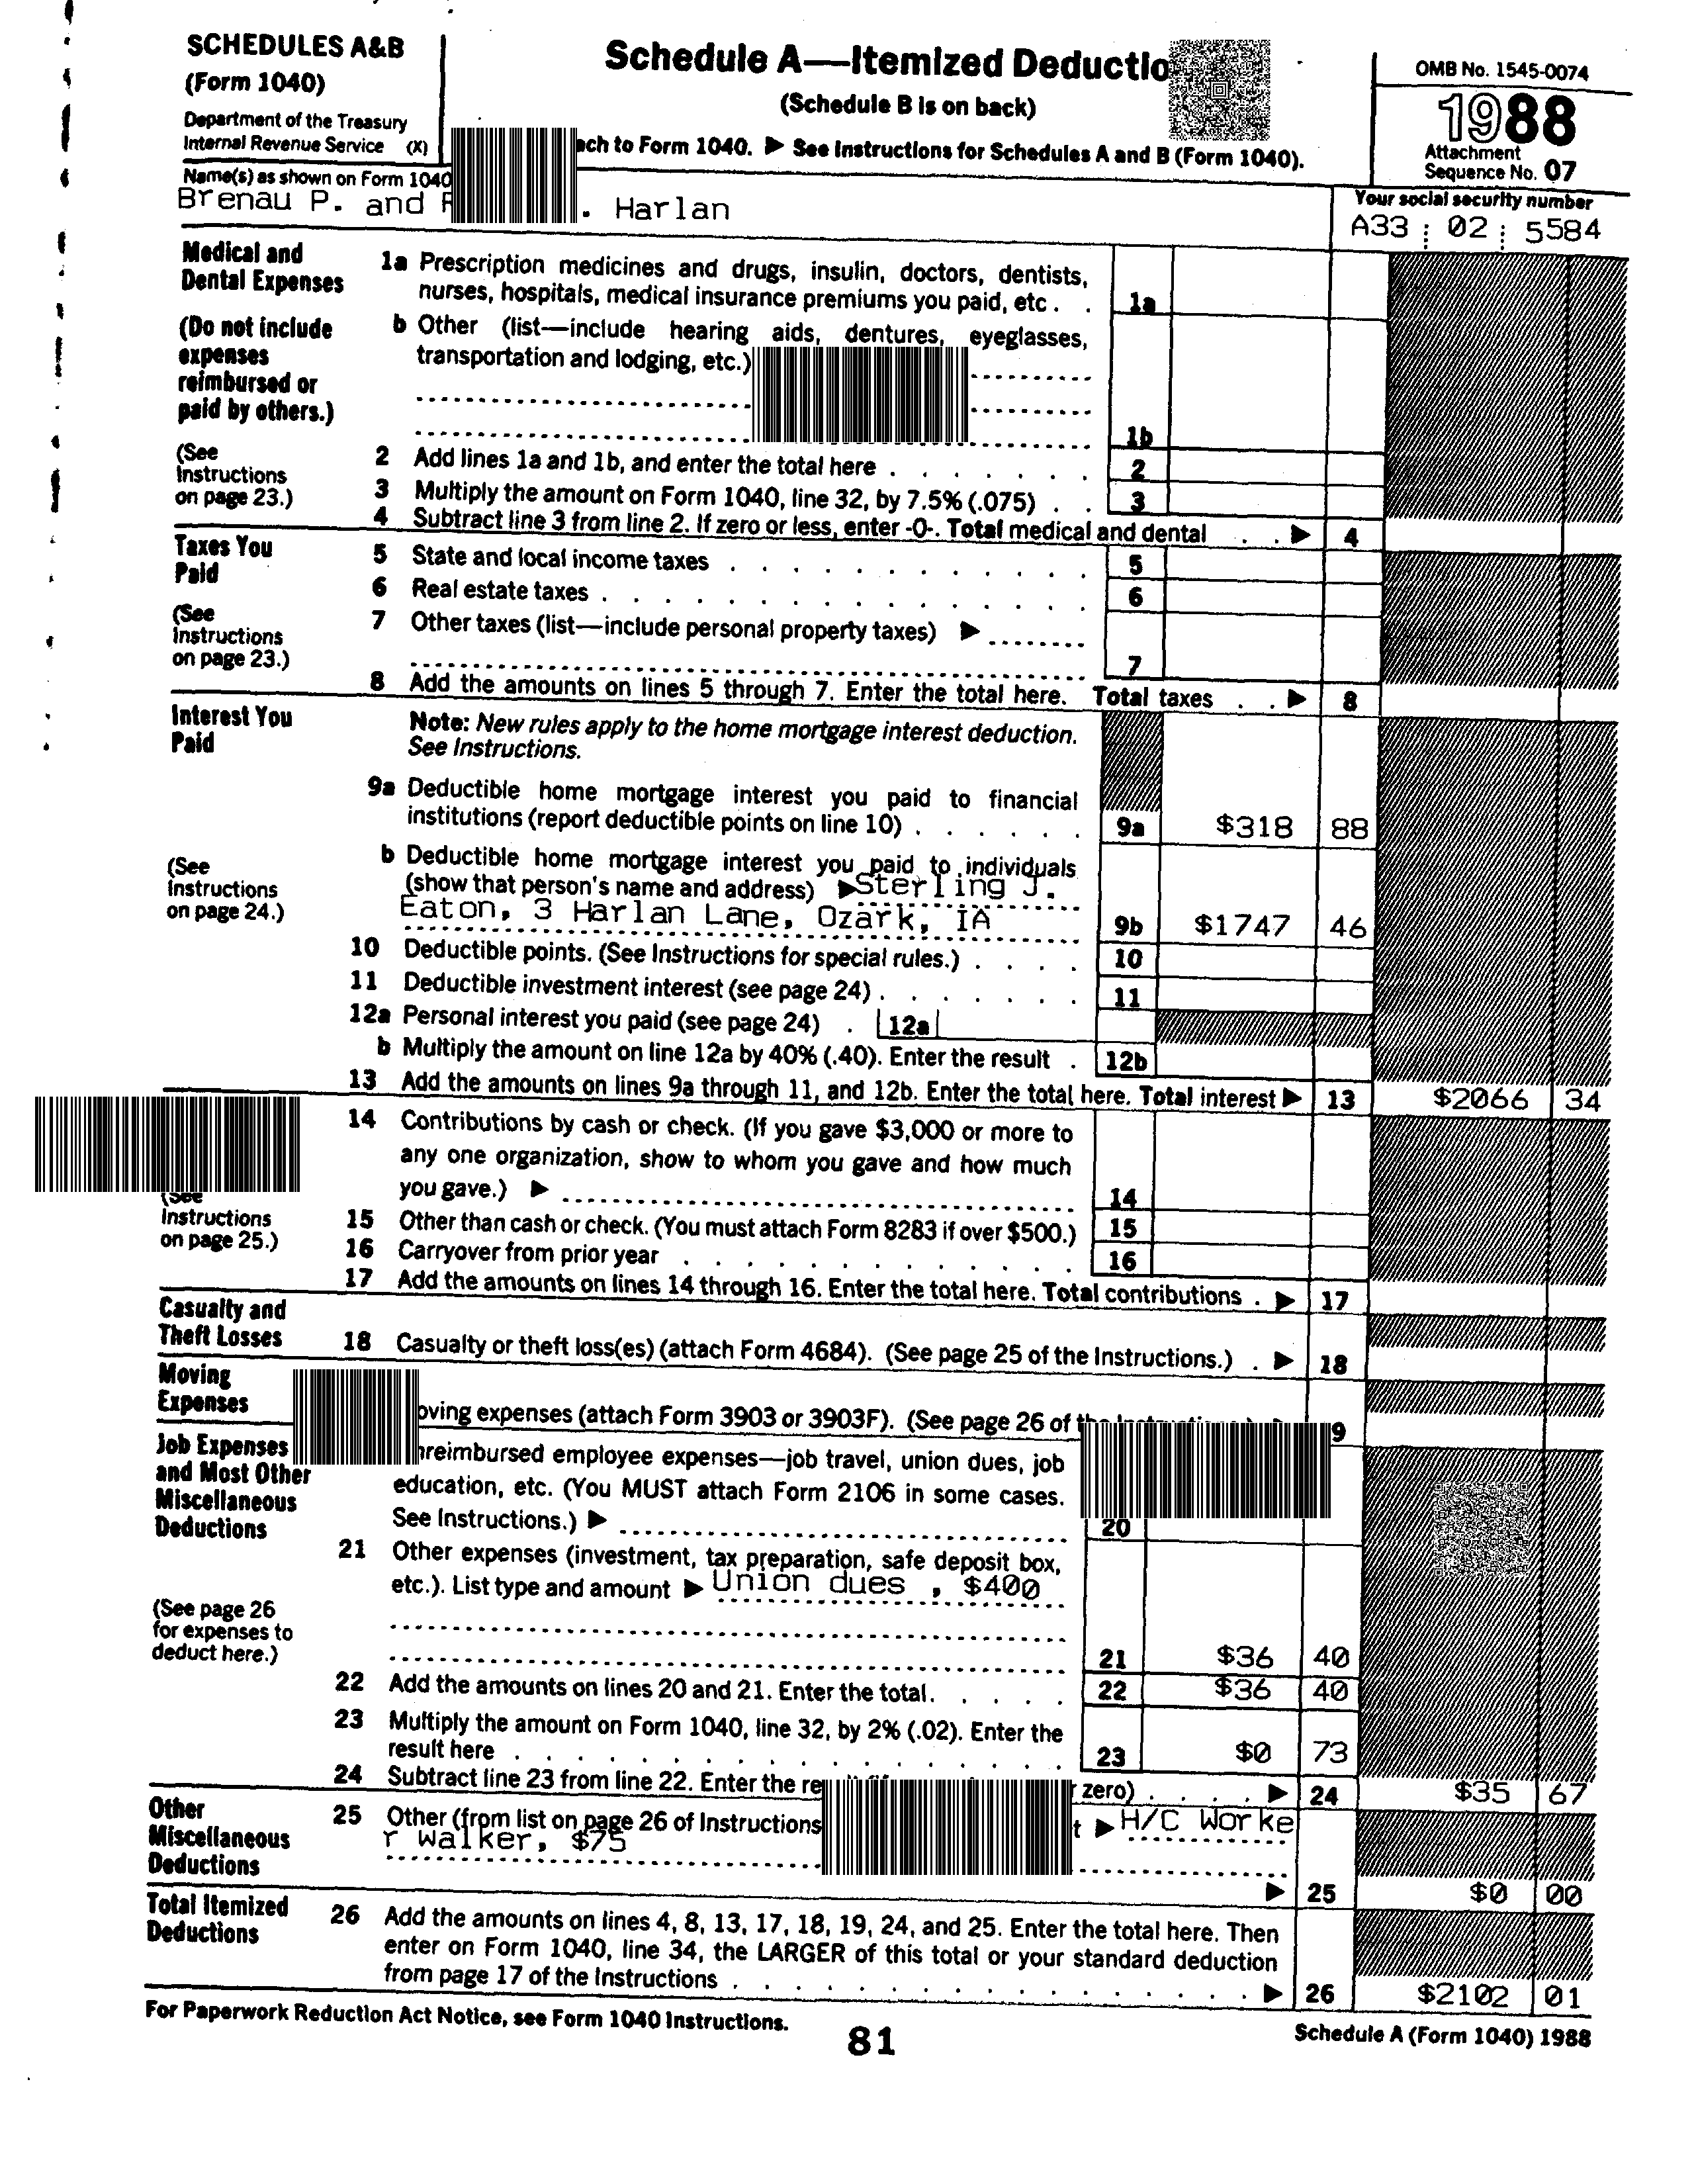 SCHEDULES A&B
(Form 1040)
Department of the Treasury
Internal Revenue Service (X)
Schedule A—Itemized
(Schedule B is on back)
to Form 1040. ▶ See Instructions for Schedules A and B (Form 1040).
OMB No. 1545-0074
1988
Attachment
Sequence No. 07
Name(s) as shown on Form 1040
Brenau P. and . Harlan
Your social security number
A33 : 02 : 5584
Medical and
Dental Expenses
(Do not include
expenses
reimbursed or
paid by others.)
(See
Instructions
on page 23.)
1a Prescription medicines and drugs, insulin, doctors, dentists,
nurses, hospitals, medical insurance premiums you paid, etc . . 1a
b Other (list—include hearing aids, dentures, eyeglasses,
transportation and lodging, etc.)
1b
2 Add lines 1a and 1b, and enter the total here . . . . . . . 2
3 Multiply the amount on Form 1040, line 32, by 7.5% (.075) . . 3
4 Subtract line 3 from line 2. If zero or less, enter -0-. Total medical and dental . . ▶ 4
Taxes You
Paid
(See
Instructions
on page 23.)
5 State and local income taxes . . . . . . . . . . . . 5
6 Real estate taxes . . . . . . . . . . . . . . . 6
7 Other taxes (list—include personal property taxes) ▶
7
8 Add the amounts on lines 5 through 7. Enter the total here. Total taxes . . ▶ 8
Interest You
Paid
(See
Instructions
on page 24.)
Note: New rules apply to the home mortgage interest deduction.
See Instructions.
9a Deductible home mortgage interest you paid to financial
institutions (report deductible points on line 10) . . . . . . 9a $318 88
b Deductible home mortgage interest you paid to individuals
(show that person's name and address) ▶ Sterling J.
Eaton, 3 Harlan Lane, Ozark, IA 9b $1747 46
10 Deductible points. (See Instructions for special rules.) . . . . 10
11 Deductible investment interest (see page 24) . . . . . . . 11
12a Personal interest you paid (see page 24) . 12a
b Multiply the amount on line 12a by 40% (.40). Enter the result . 12b
13 Add the amounts on lines 9a through 11, and 12b. Enter the total here. Total interest ▶ 13 $2066 34
(See
Instructions
on page 25.)
14 Contributions by cash or check. (If you gave $3,000 or more to
any one organization, show to whom you gave and how much
you gave.) ▶ 14
15 Other than cash or check. (You must attach Form 8283 if over $500.) 15
16 Carryover from prior year . . . . . . . . . . . . . 16
17 Add the amounts on lines 14 through 16. Enter the total here. Total contributions . ▶ 17
Casualty and
Theft Losses
18 Casualty or theft loss(es) (attach Form 4684). (See page 25 of the Instructions.) . ▶ 18
Moving
Expenses
expenses (attach Form 3903 or 3903F). (See page 26 of
Job Expenses
and Most Other
Miscellaneous
Deductions
(See page 26
for expenses to
deduct here.)
employee expenses—job travel, union dues, job
education, etc. (You MUST attach Form 2106 in some cases.
See Instructions.) ▶ 20
21 Other expenses (investment, tax preparation, safe deposit box,
etc.). List type and amount ▶ Union dues , $400
21 $36 40
22 Add the amounts on lines 20 and 21. Enter the total. . . . . 22 $36 40
23 Multiply the amount on Form 1040, line 32, by 2% (.02). Enter the
result here . . . . . . . . . . . . . . . . . 23 $0 73
24 Subtract line 23 from line 22. Enter the zero) . . . . ▶ 24 $35 67
Other
Miscellaneous
Deductions
25 Other (from list on page 26 of Instructions ▶ H/C Worke
r walker, $75
▶ 25 $0 00
Total Itemized
Deductions
26 Add the amounts on lines 4, 8, 13, 17, 18, 19, 24, and 25. Enter the total here. Then
enter on Form 1040, line 34, the LARGER of this total or your standard deduction
from page 17 of the Instructions . . . . . . . . . . . . . . . . . ▶ 26 $2102 01
For Paperwork Reduction Act Notice, see Form 1040 Instructions.
81
Schedule A (Form 1040) 1988